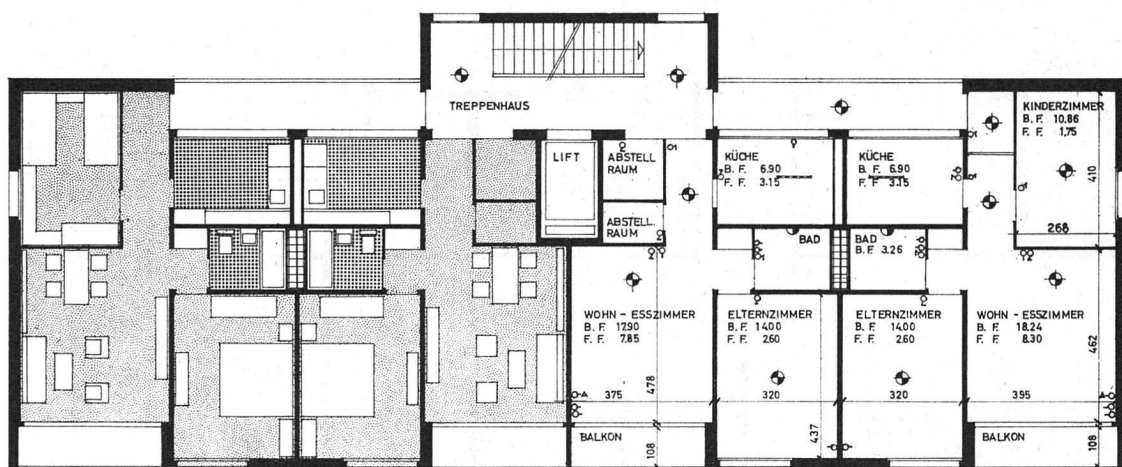 TREPPENHAUS
LIFT
ABSTELL
RAUM
ABSTELL
RAUM
KÜCHE
B. F. 6.90
F. F. 3.15
KÜCHE
B. F. 6.90
F. F. 3.15
KINDERZIMMER
B. F. 10.86
F. F. 1,75
410
268
BAD
BAD
B. F. 3.26
WOHN - ESSZIMMER
B. F. 17.90
F. F. 7.85
ELTERNZIMMER
B. F. 14.00
F. F. 2.60
ELTERNZIMMER
B. F. 14.00
F. F. 2.60
WOHN - ESSZIMMER
B. F. 18.24
F. F. 8.30
462
478
375
320
320
395
437
BALKON
108
BALKON
108